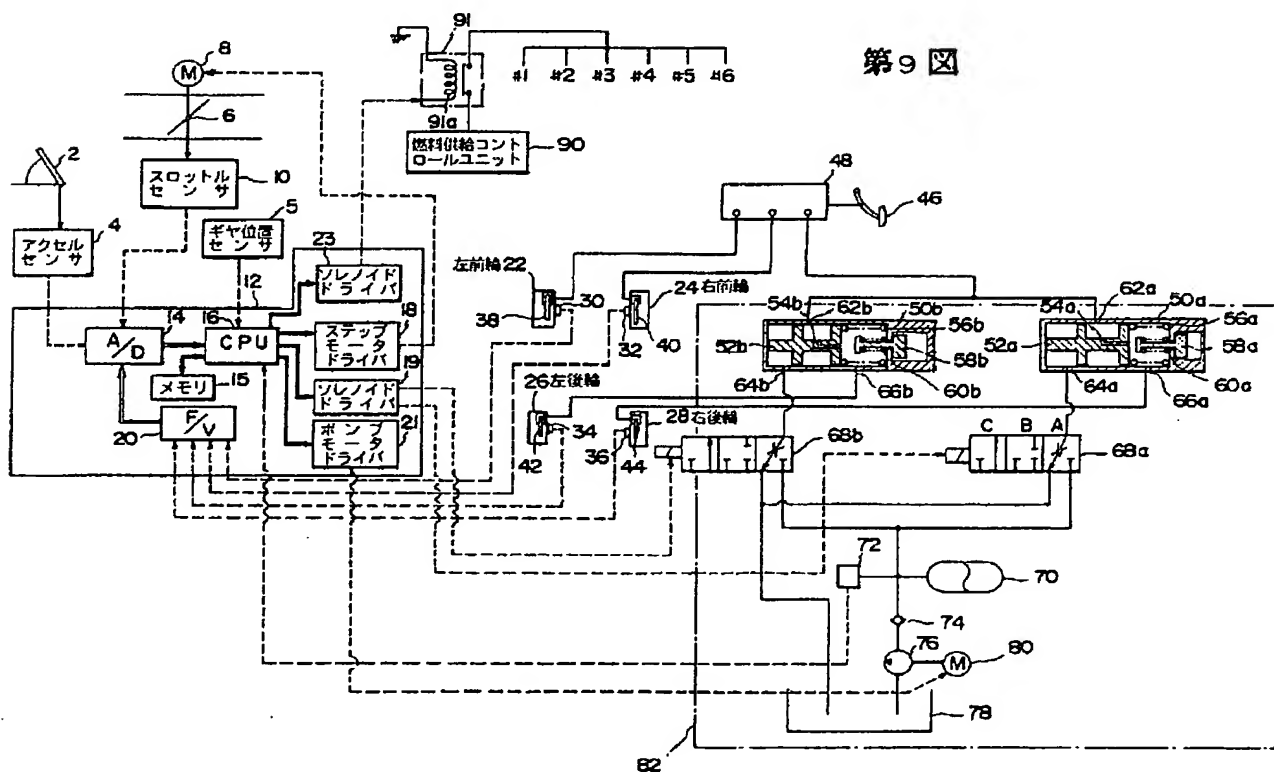 第9図
8
M
6
2
スロットル
センサ
10
アクセル
センサ
4
ギヤ位置
センサ
5
91
91a
#1 #2 #3 #4 #5 #6
燃料供給コント
ロールユニット
90
12
23
ソレノイド
ドライバ
14
A/D
16
CPU
18
ステップ
モータ
ドライバ
15
メモリ
19
ソレノイド
ドライバ
20
F/V
21
ポンプ
モータ
ドライバ
48
46
左前輪 22
30
38
24 右前輪
32
40
26 左後輪
34
42
28 右後輪
36
44
54b
62b
50b
56b
52b
58b
64b
66b
60b
54a
62a
50a
56a
52a
58a
64a
66a
60a
68b
C B A
68a
72
70
74
76
M
80
78
82